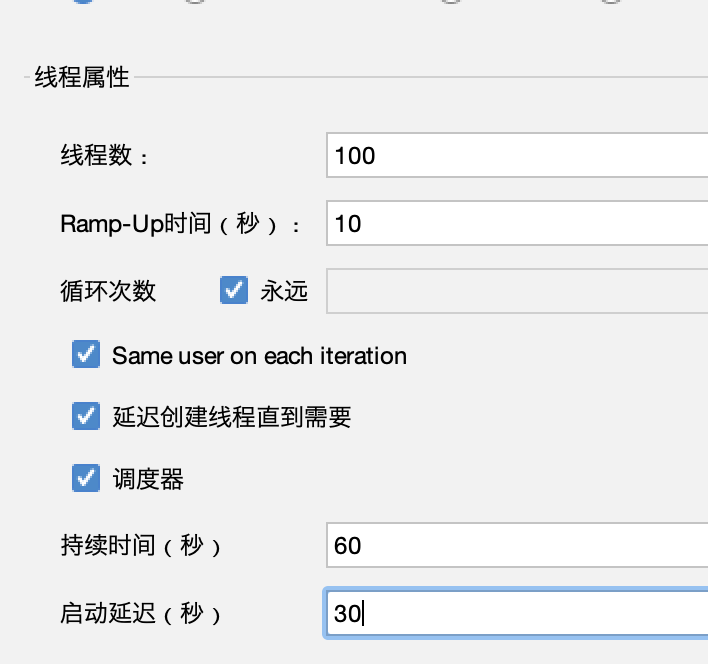 线程属性
线程数： 100
Ramp-Up时间（秒）： 10
循环次数 永远
Same user on each iteration
延迟创建线程直到需要
调度器
持续时间（秒） 60
启动延迟（秒） 30